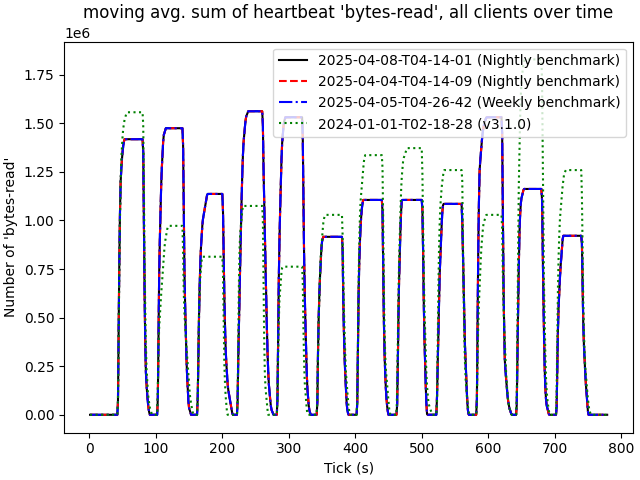 moving avg. sum of heartbeat 'bytes-read', all clients over time
1e6
2025-04-08-T04-14-01 (Nightly benchmark)
2025-04-04-T04-14-09 (Nightly benchmark)
2025-04-05-T04-26-42 (Weekly benchmark)
2024-01-01-T02-18-28 (v3.1.0)
1.75
1.50
1.25
1.00
0.75
0.50
0.25
0.00
Number of 'bytes-read'
0 100 200 300 400 500 600 700 800
Tick (s)